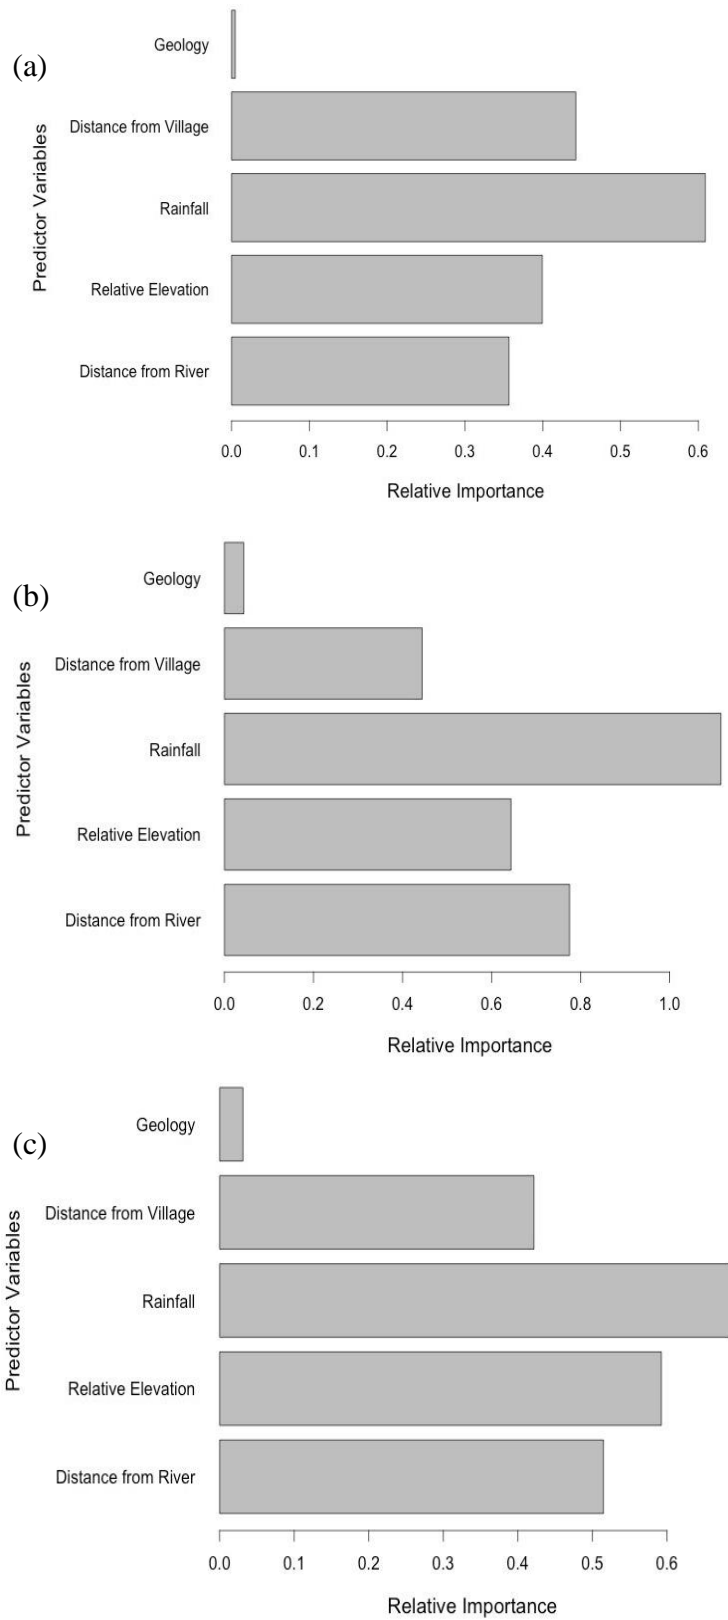 (a)
Predictor Variables
Geology
Distance from Village
Rainfall
Relative Elevation
Distance from River
0.0 0.1 0.2 0.3 0.4 0.5 0.6
Relative Importance
(b)
Predictor Variables
Geology
Distance from Village
Rainfall
Relative Elevation
Distance from River
0.0 0.2 0.4 0.6 0.8 1.0
Relative Importance
(c)
Predictor Variables
Geology
Distance from Village
Rainfall
Relative Elevation
Distance from River
0.0 0.1 0.2 0.3 0.4 0.5 0.6
Relative Importance